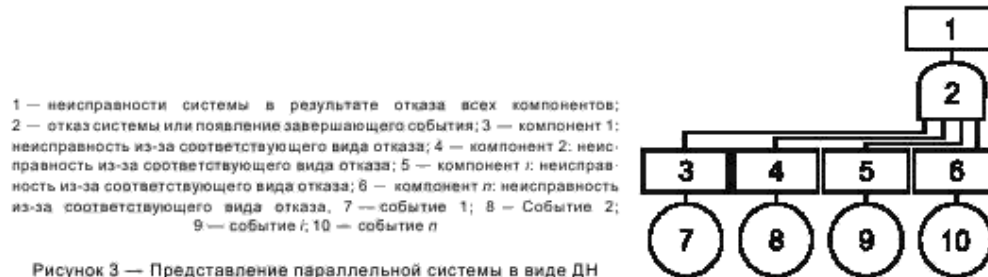 1 — неисправности системы в результате отказа всех компонентов;
2 — отказ системы или появление завершающего события; 3 — компонент 1:
неисправность из-за соответствующего вида отказа; 4 — компонент 2: неис-
правность из-за соответствующего вида отказа; 5 — компонент i: неисправ-
ность из-за соответствующего вида отказа; 6 — компонент n: неисправность
из-за соответствующего вида отказа, 7 — событие 1; 8 — Событие 2;
9 — событие i; 10 — событие n
Рисунок 3 — Представление параллельной системы в виде ДН
1
2
3 4 5 6
7 8 9 10